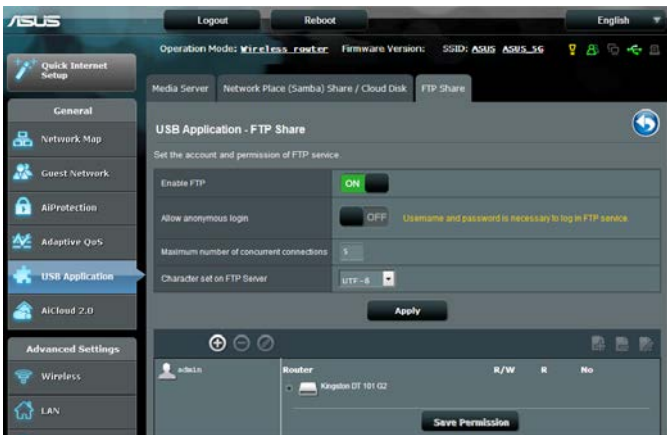 ASUS
Logout
Reboot
English
Operation Mode: Wireless router Firmware Version: SSID: ASUS ASUS_5G
Quick Internet
Setup
Media Server
Network Place (Samba) Share / Cloud Disk
FTP Share
General
USB Application - FTP Share
Network Map
Set the account and permission of FTP service
Guest Network
Enable FTP
ON
AiProtection
Allow anonymous login
OFF
Username and password is necessary to log in FTP service.
Adaptive QoS
Maximum number of concurrent connections
5
USB Application
Character set on FTP Server
UTF-8
AiCloud 2.0
Apply
Advanced Settings
admin
Router
R/W
R
No
Wireless
Kingston DT 101 G2
LAN
Save Permission